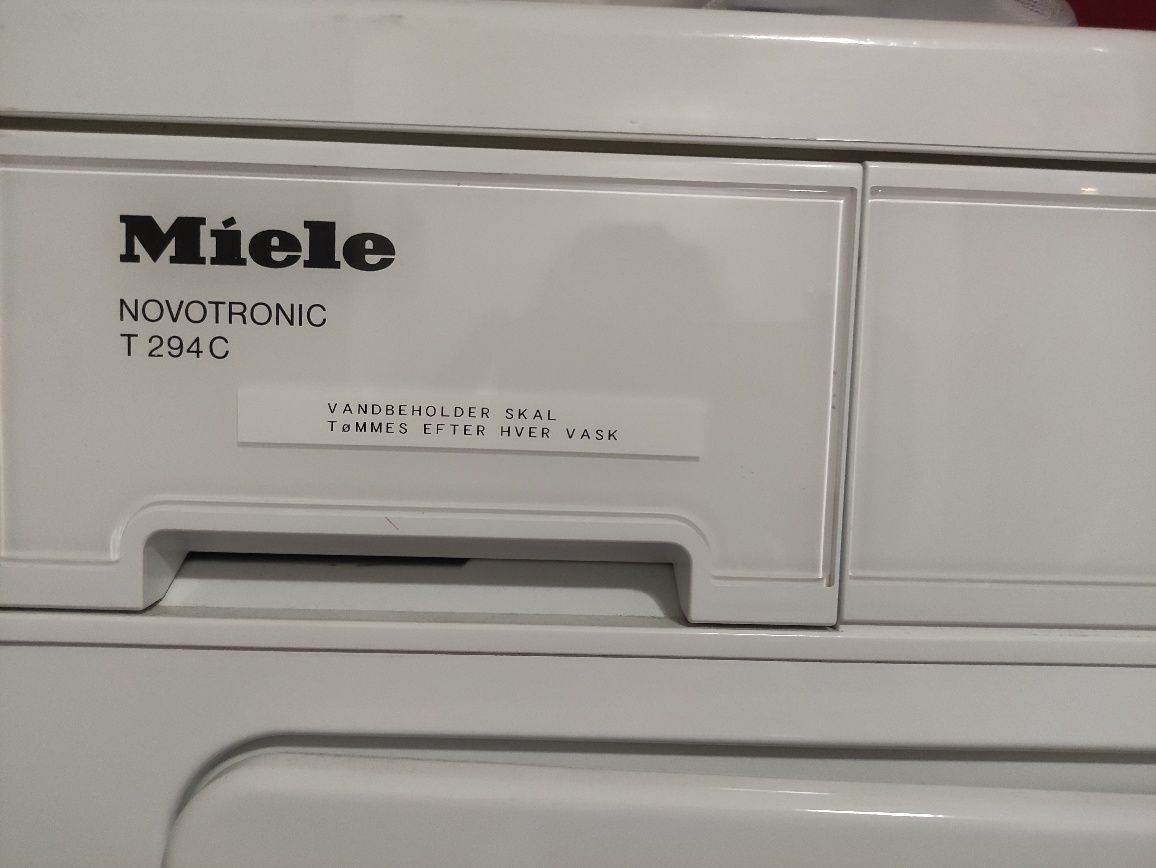 Miele
NOVOTRONIC
T 294 C
VANDBEHOLDER SKAL
TøMMES EFTER HVER VASK